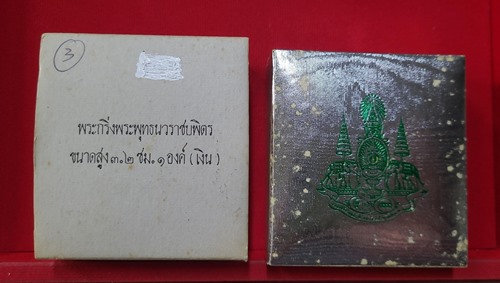 3
พระกริ่งพระพุทธนวราชบพิตร
ขนาดสูง ๓.๒ ซม. ๑ องค์ (เงิน)